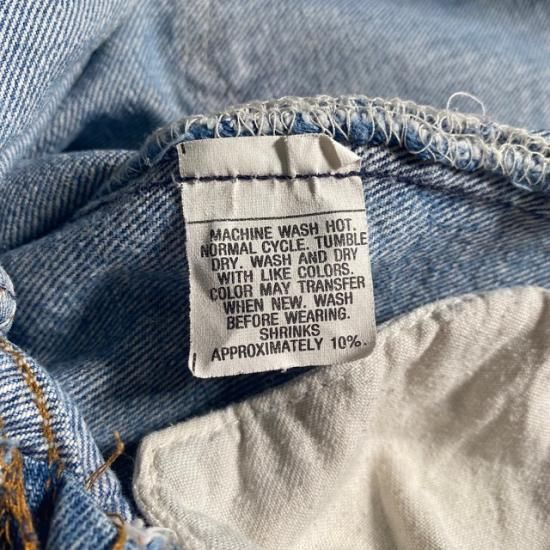 MACHINE WASH HOT.
NORMAL CYCLE. TUMBLE
DRY. WASH AND DRY
WITH LIKE COLORS.
COLOR MAY TRANSFER
WHEN NEW. WASH
BEFORE WEARING.
SHRINKS
APPROXIMATELY 10%.